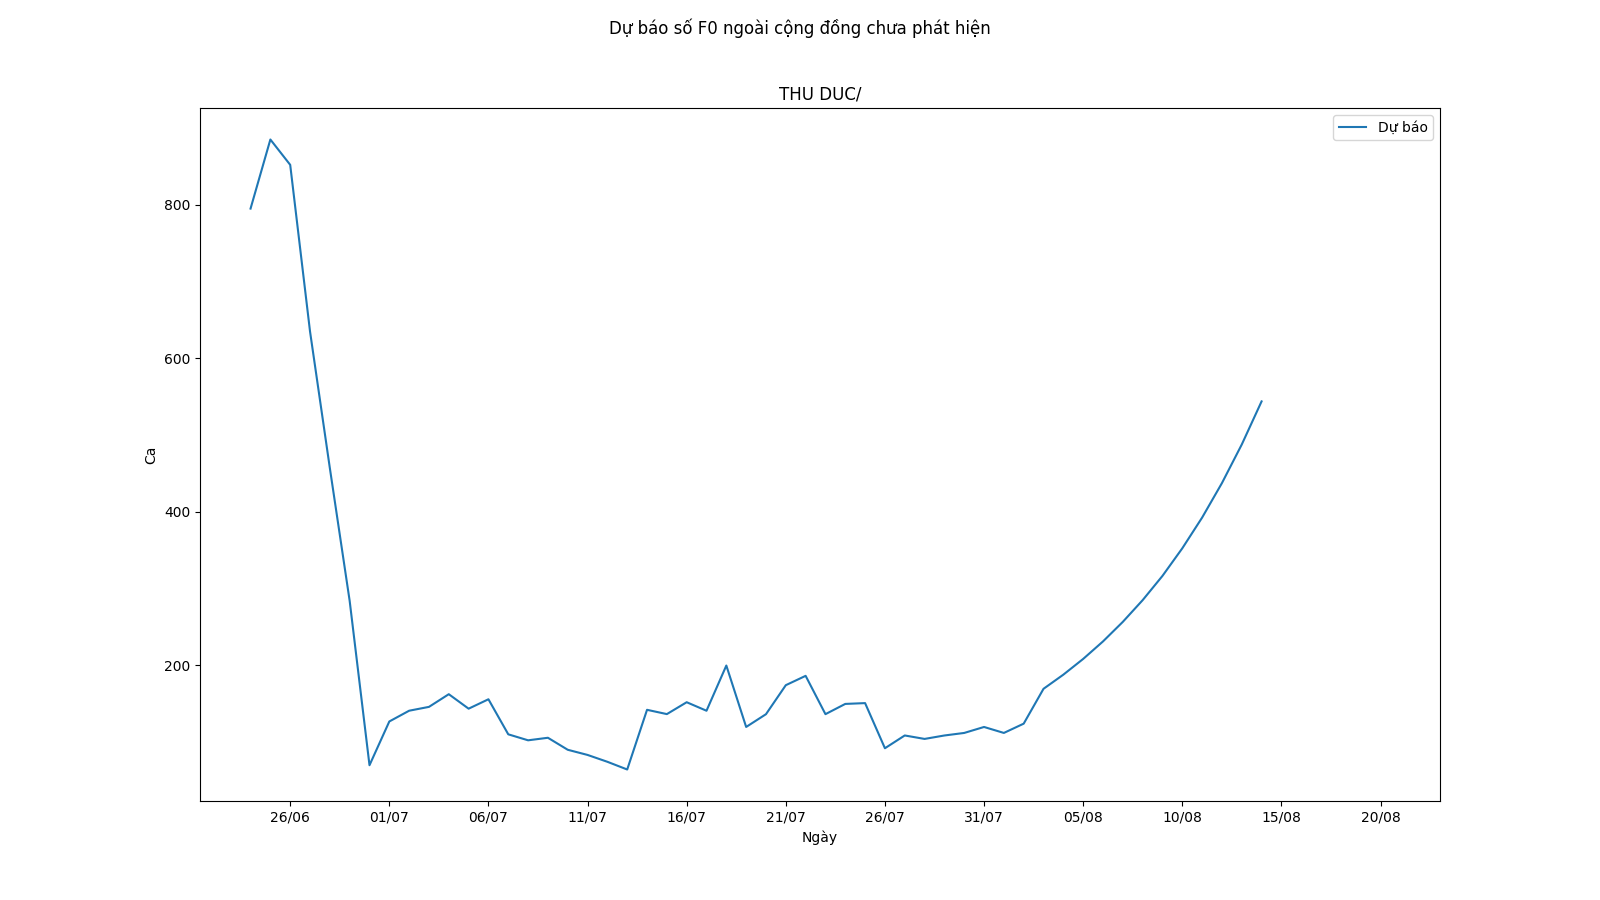 Dự báo số F0 ngoài cộng đồng chưa phát hiện
THU DUC/
Dự báo
800
600
400
200
Ca
26/06 01/07 06/07 11/07 16/07 21/07 26/07 31/07 05/08 10/08 15/08 20/08
Ngày